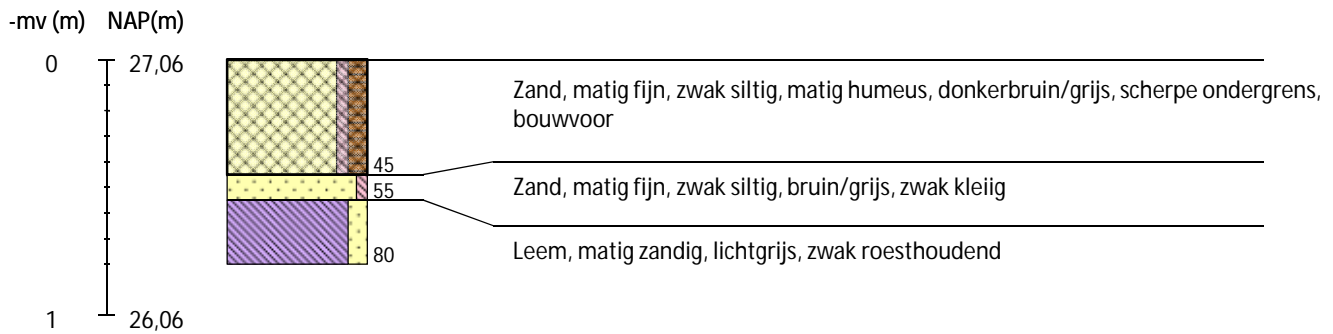 -mv (m) NAP(m)
0 27,06
Zand, matig fijn, zwak siltig, matig humeus, donkerbruin/grijs, scherpe ondergrens,
bouwvoor
45
55 Zand, matig fijn, zwak siltig, bruin/grijs, zwak kleiig
80 Leem, matig zandig, lichtgrijs, zwak roesthoudend
1 26,06